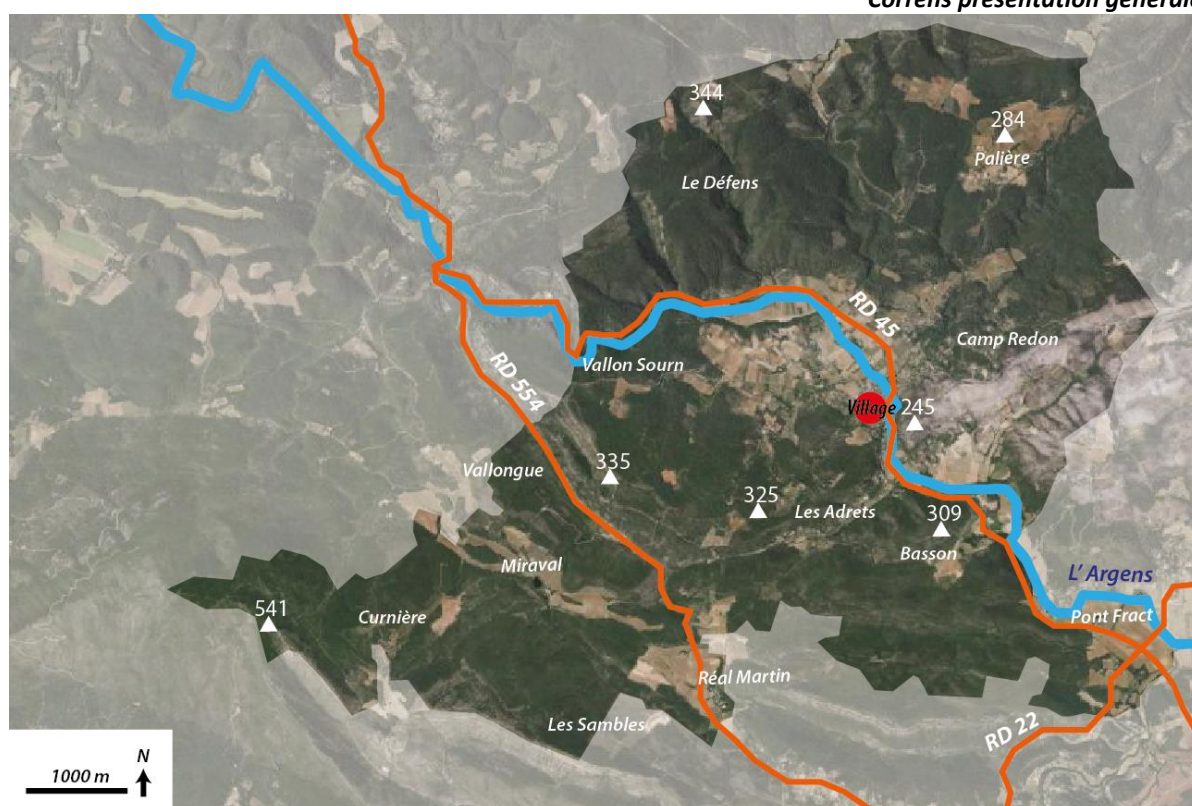 Correns présentation générale
344
284
Palière
Le Défens
RD 45
Camp Redon
Vallon Sourn
RD 554
Village
245
Vallongue
335
325
Les Adrets
309
Basson
Miraval
L' Argens
Pont Fract
541
Curnière
Réal Martin
Les Sambles
RD 22
1000 m
N